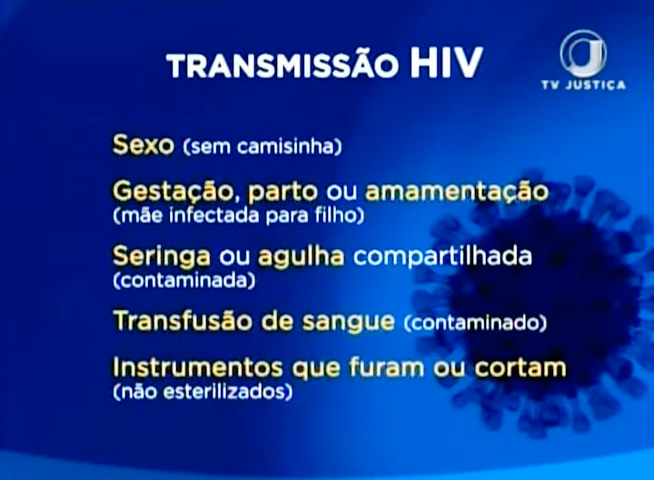 TRANSMISSÃO HIV
TV JUSTIÇA
Sexo (sem camisinha)
Gestação, parto ou amamentação
(mãe infectada para filho)
Seringa ou agulha compartilhada
(contaminada)
Transfusão de sangue (contaminado)
Instrumentos que furam ou cortam
(não esterilizados)